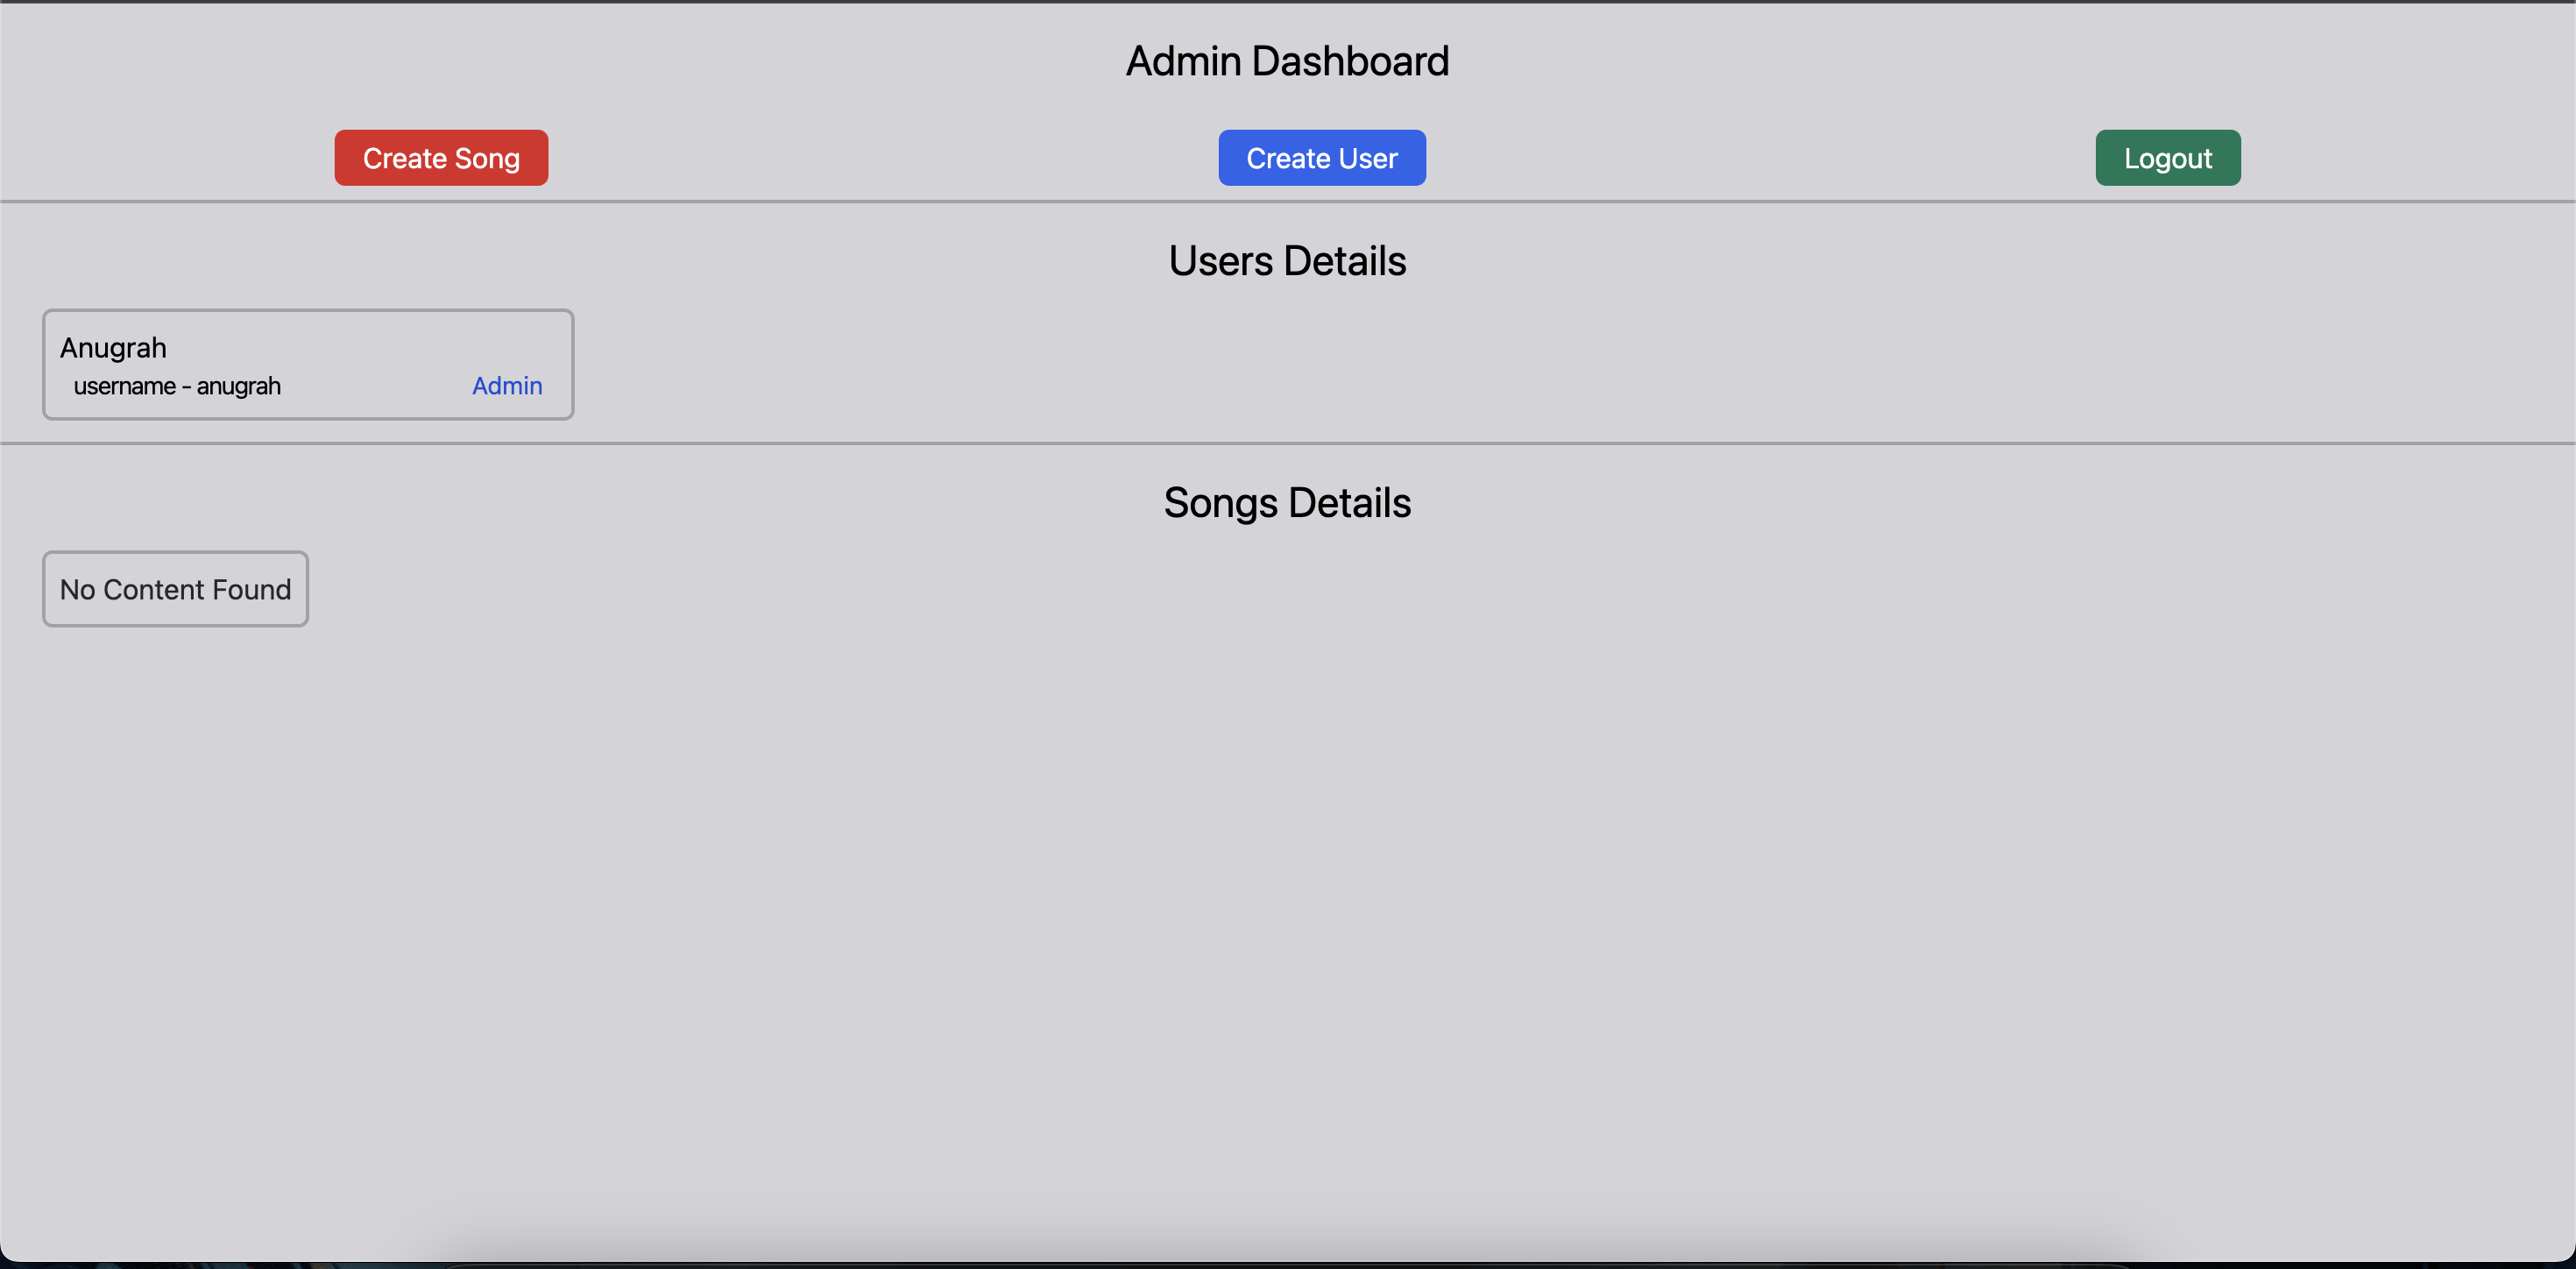 Admin Dashboard
Create Song
Create User
Logout
Users Details
Anugrah
username - anugrah
Admin
Songs Details
No Content Found